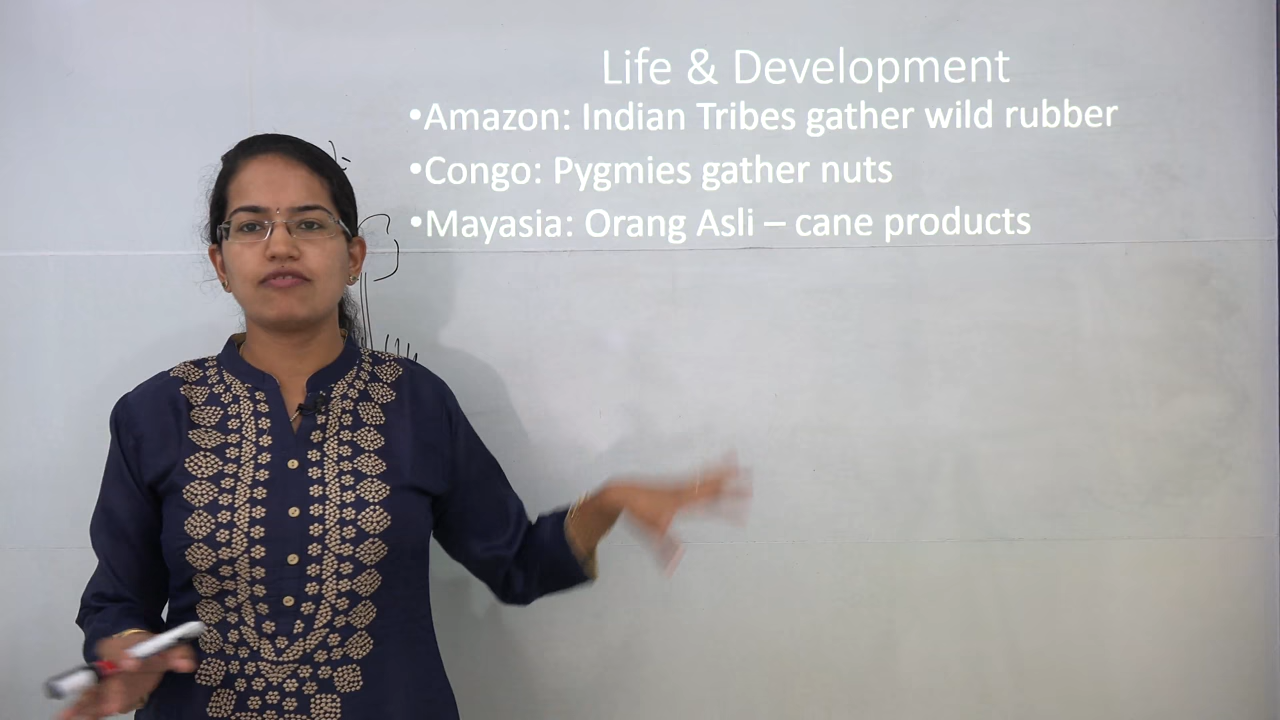 Life & Development
•Amazon: Indian Tribes gather wild rubber
•Congo: Pygmies gather nuts
•Mayasia: Orang Asli – cane products